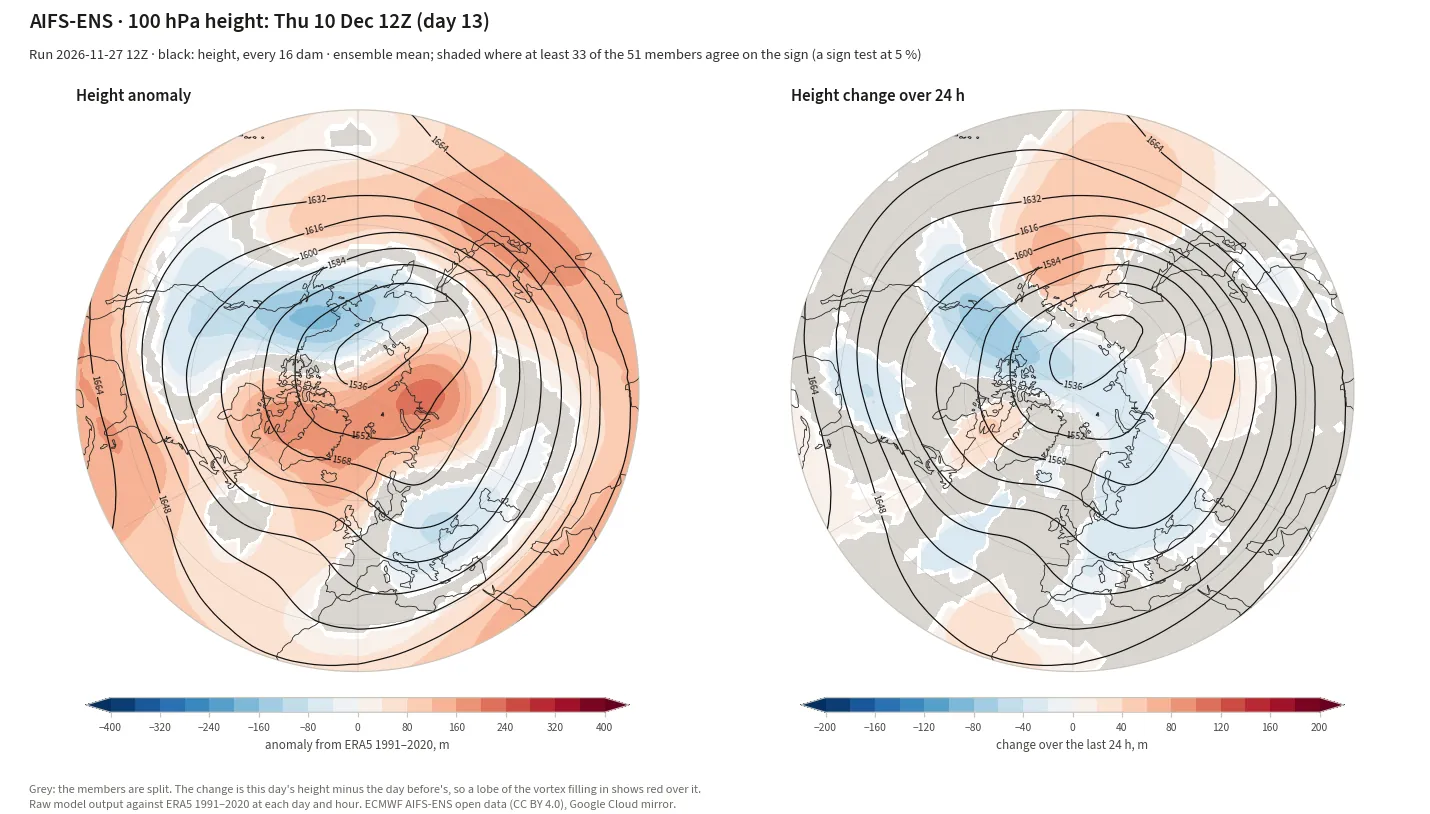 AIFS-ENS · 100 hPa height: Thu 10 Dec 12Z (day 13)
Run 2026-11-27 12Z · black: height, every 16 dam · ensemble mean; shaded where at least 33 of the 51 members agree on the sign (a sign test at 5 %)
Height anomaly
Height change over 24 h
1664
1632
1616
1600
1584
1664
1536
1552
1568
1648
1664
1632
1616
1600
1584
1664
1536
1552
1568
1648
−400 −320 −240 −160 −80 0 80 160 240 320 400
anomaly from ERA5 1991–2020, m
−200 −160 −120 −80 −40 0 40 80 120 160 200
change over the last 24 h, m
Grey: the members are split. The change is this day's height minus the day before's, so a lobe of the vortex filling in shows red over it.
Raw model output against ERA5 1991–2020 at each day and hour. ECMWF AIFS-ENS open data (CC BY 4.0), Google Cloud mirror.